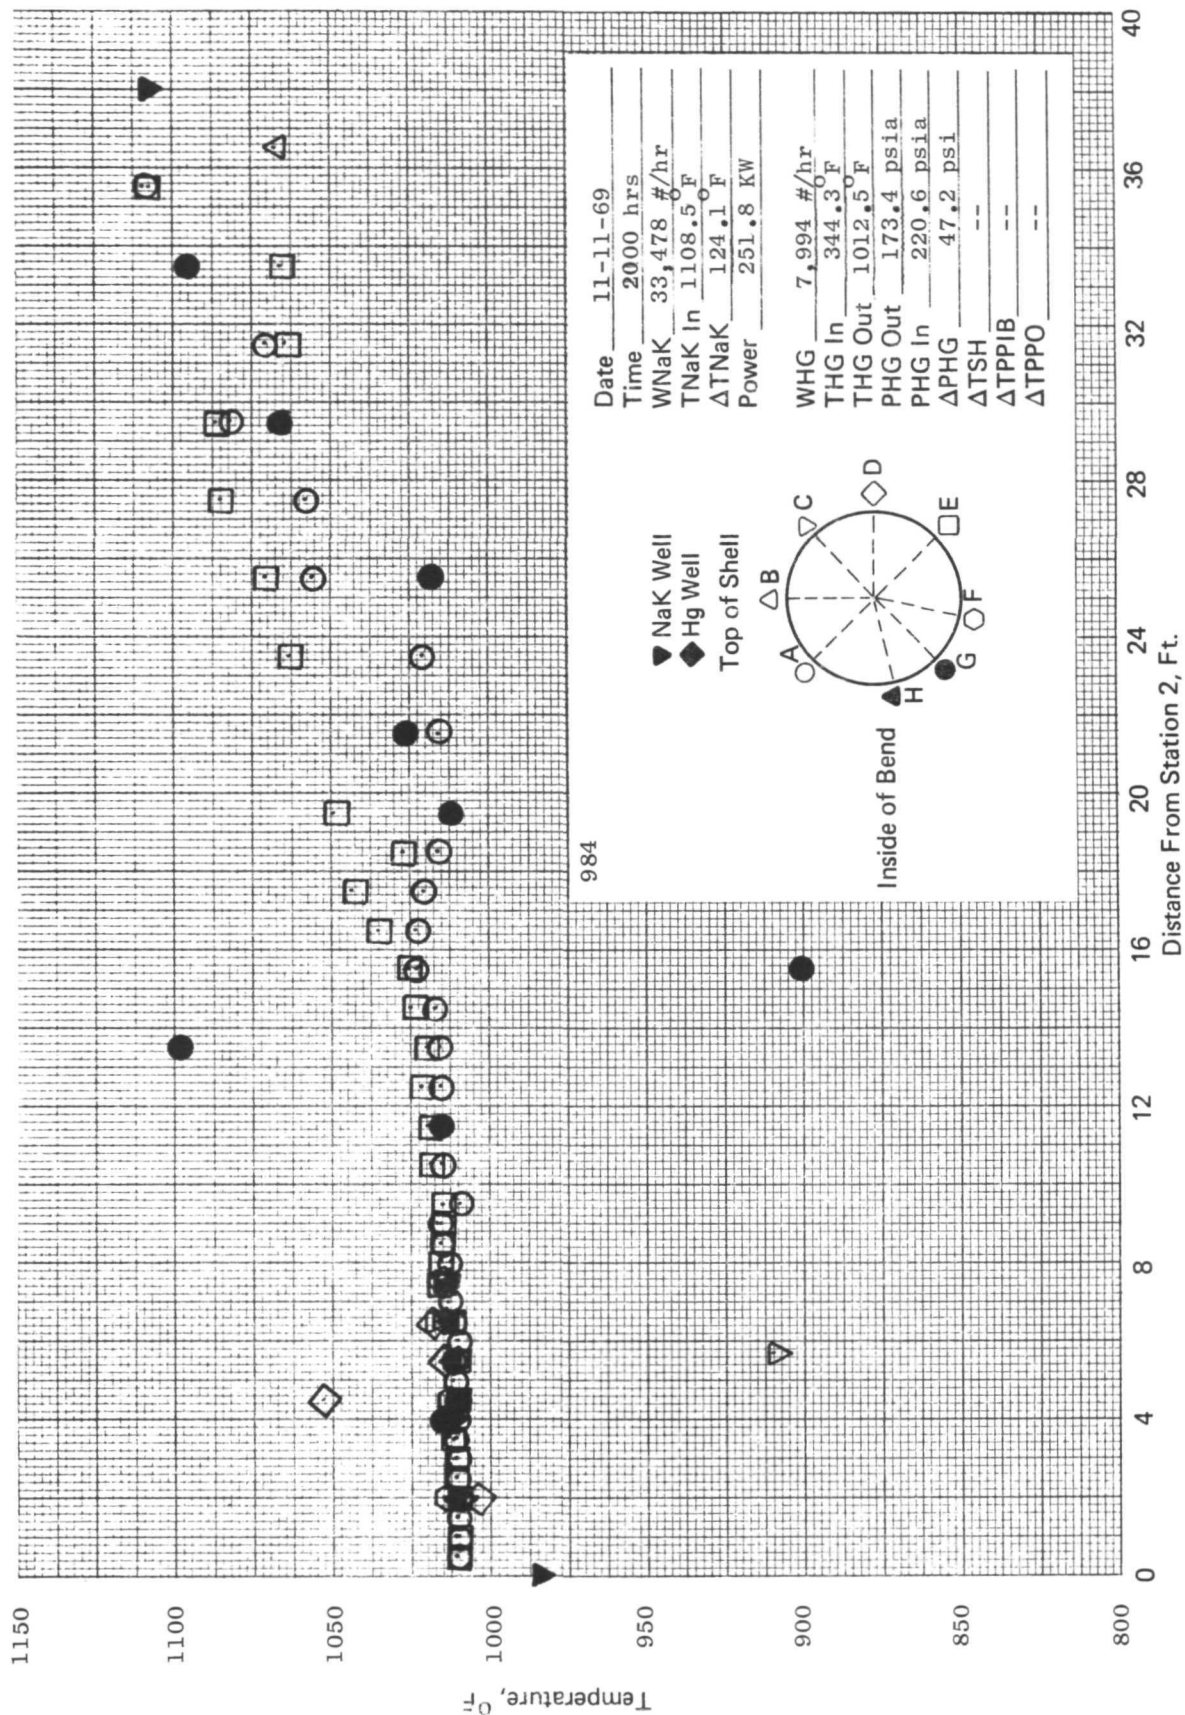 Temperature, °F
1150
1100
1050
1000
950
900
850
800
0
4
8
12
16
20
24
28
32
36
40
Distance From Station 2, Ft.
984
▼ NaK Well
◆ Hg Well
Top of Shell
A
B
C
D
E
F
G
H
Inside of Bend
Date 11-11-69
Time 2000 hrs
WNaK 33,478 #/hr
TNaK In 1108.5°F
ΔTNaK 124.1°F
Power 251.8 KW
WHG 7,994 #/hr
THG In 344.3°F
THG Out 1012.5°F
PHG Out 173.4 psia
PHG In 220.6 psia
ΔPHG 47.2 psi
ΔTSH --
ΔTPPIB --
ΔTPPO --